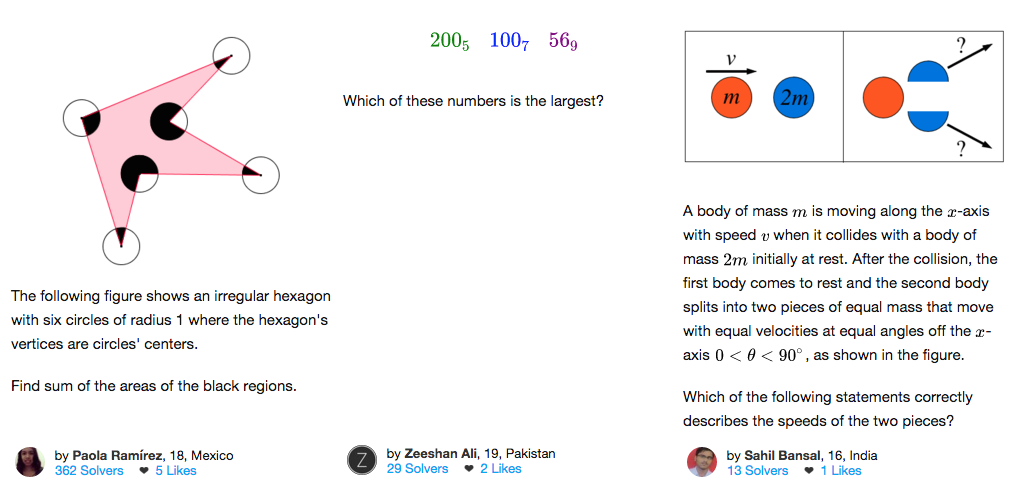 The following figure shows an irregular hexagon
with six circles of radius 1 where the hexagon's
vertices are circles' centers.
Find sum of the areas of the black regions.
by Paola Ramírez, 18, Mexico
362 Solvers ♥ 5 Likes
200₅ 100₇ 56₉
Which of these numbers is the largest?
Z
by Zeeshan Ali, 19, Pakistan
29 Solvers ♥ 2 Likes
v
m 2m
?
?
A body of mass m is moving along the x-axis
with speed v when it collides with a body of
mass 2m initially at rest. After the collision, the
first body comes to rest and the second body
splits into two pieces of equal mass that move
with equal velocities at equal angles off the x-
axis 0 < θ < 90°, as shown in the figure.
Which of the following statements correctly
describes the speeds of the two pieces?
by Sahil Bansal, 16, India
13 Solvers ♥ 1 Likes